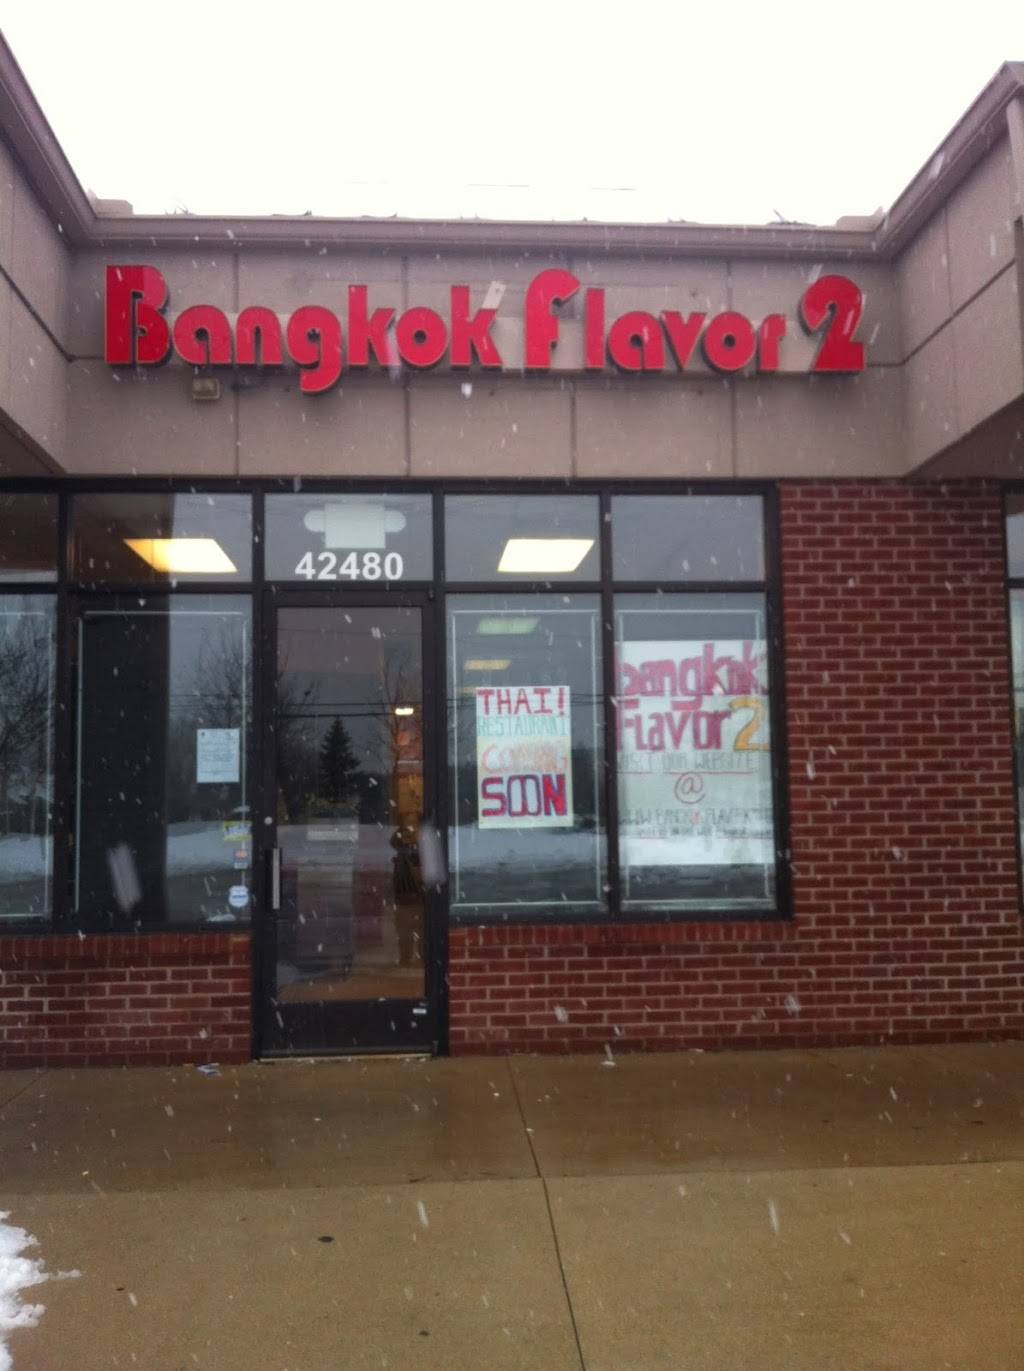 Bangkok Flavor 2
42480
THAI!
RESTAURANT
COMING
SOON
bangkok
Flavor 2
VISIT OUR WEBSITE
@